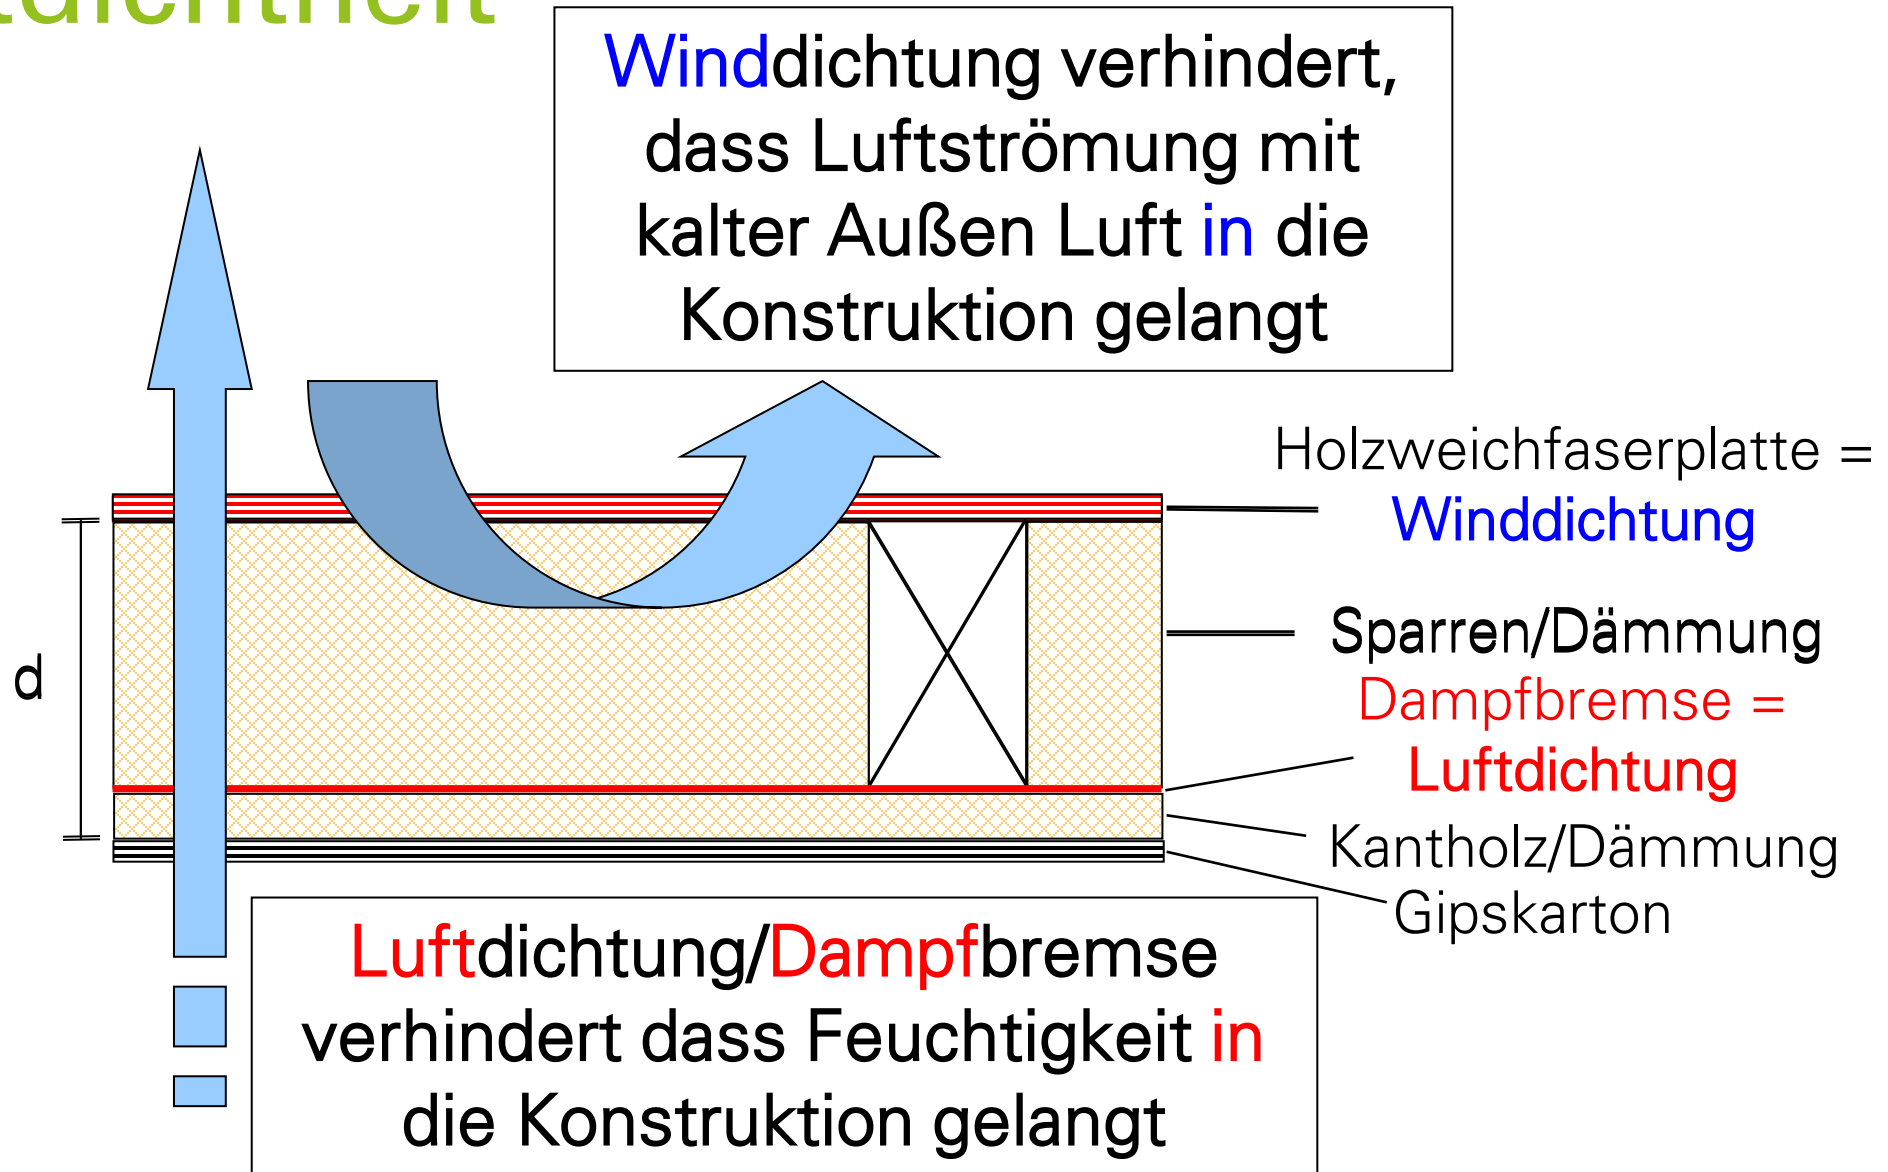 Winddichtung verhindert,
dass Luftströmung mit
kalter Außen Luft in die
Konstruktion gelangt
Holzweichfaserplatte =
Winddichtung
Sparren/Dämmung
d
Dampfbremse =
Luftdichtung
Kantholz/Dämmung
Gipskarton
Luftdichtung/Dampfbremse
verhindert dass Feuchtigkeit in
die Konstruktion gelangt